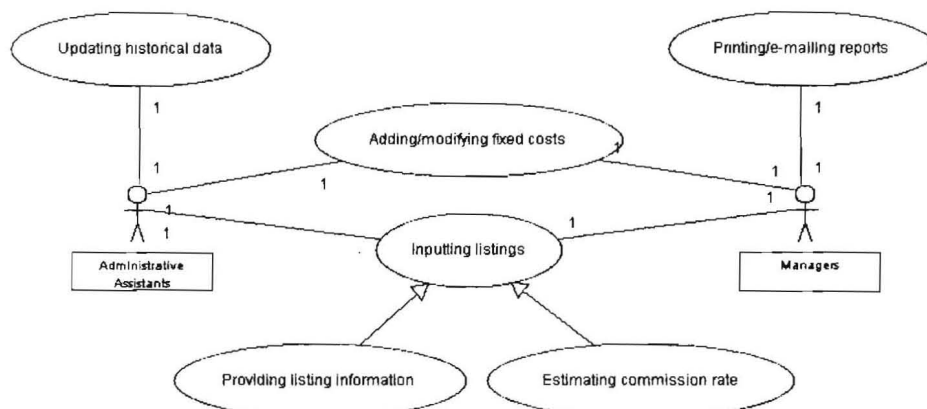 Updating historical data
Printing/e-mailing reports
1
1
Adding/modifying fixed costs
1
1
1
1
1
1
1
1
1
Inputting listings
Administrative
Assistants
Managers
Providing listing information
Estimating commission rate